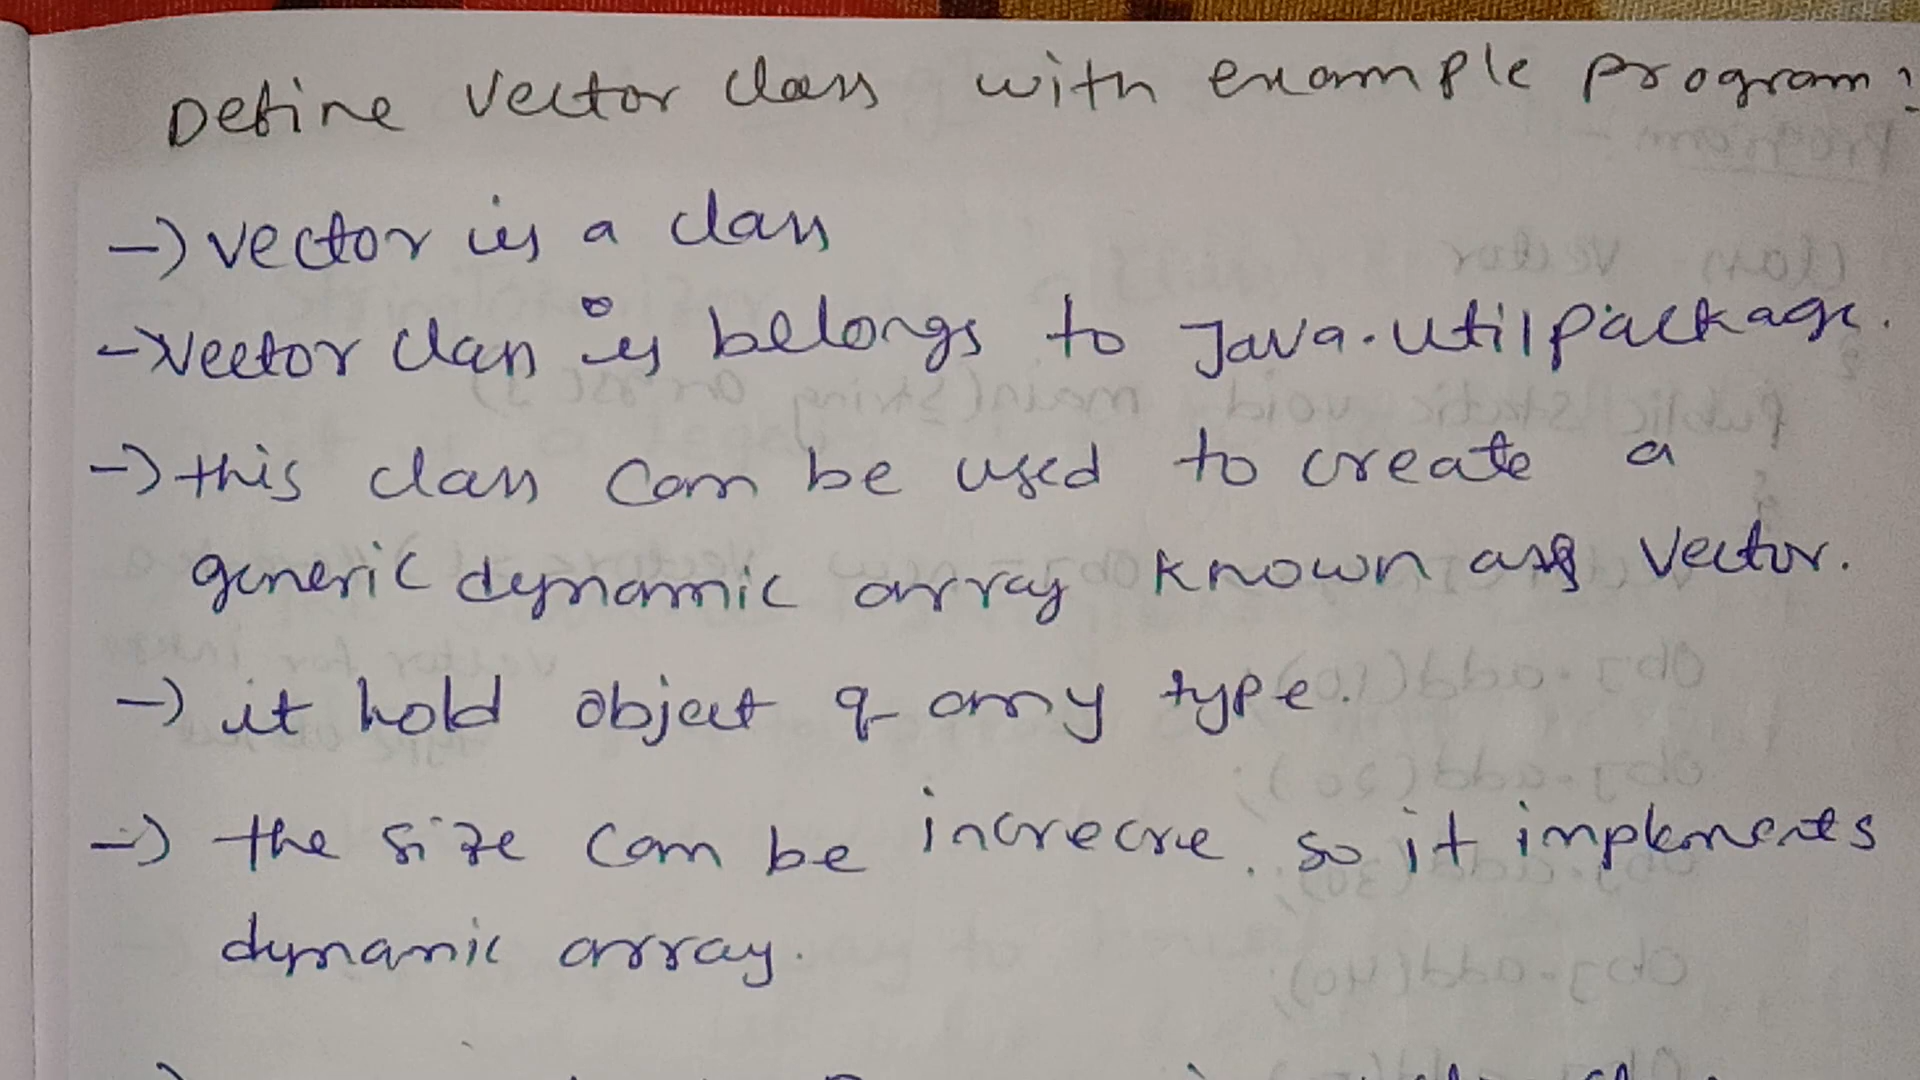 Define Vector class with example program?
→ vector is a class
→ Vector class is belongs to Java.util package.
→ this class can be used to create a
generic dynamic array known as Vector.
→ it hold object of any type.
→ the size can be increcre. so it implements
dynamic array.